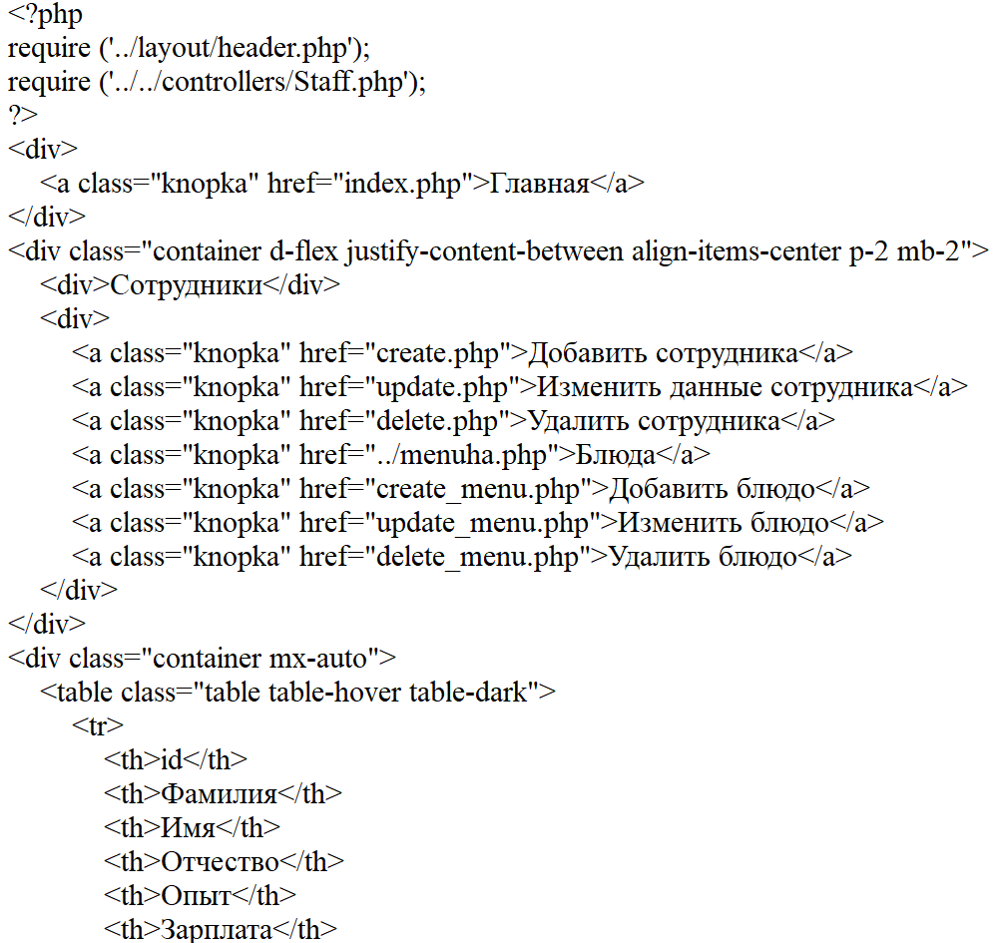 <?php
require ('../layout/header.php');
require ('../../controllers/Staff.php');
?>
<div>
    <a class="knopka" href="index.php">Главная</a>
</div>
<div class="container d-flex justify-content-between align-items-center p-2 mb-2">
    <div>Сотрудники</div>
    <div>
        <a class="knopka" href="create.php">Добавить сотрудника</a>
        <a class="knopka" href="update.php">Изменить данные сотрудника</a>
        <a class="knopka" href="delete.php">Удалить сотрудника</a>
        <a class="knopka" href="../menuha.php">Блюда</a>
        <a class="knopka" href="create_menu.php">Добавить блюдо</a>
        <a class="knopka" href="update_menu.php">Изменить блюдо</a>
        <a class="knopka" href="delete_menu.php">Удалить блюдо</a>
    </div>
</div>
<div class="container mx-auto">
    <table class="table table-hover table-dark">
        <tr>
            <th>id</th>
            <th>Фамилия</th>
            <th>Имя</th>
            <th>Отчество</th>
            <th>Опыт</th>
            <th>Зарплата</th>